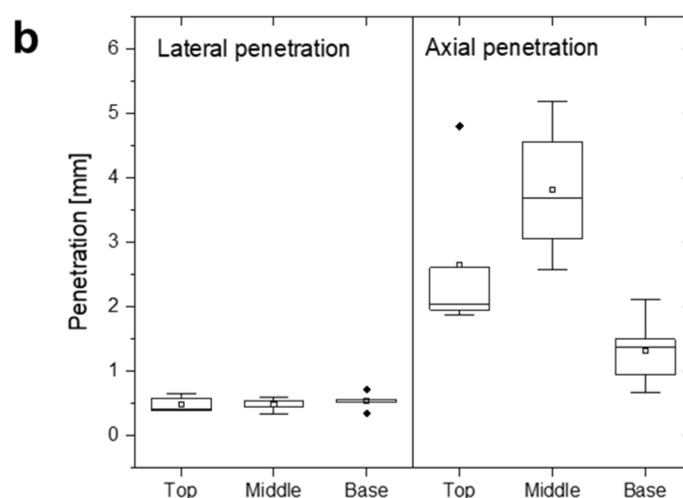 b
Lateral penetration
Axial penetration
Penetration [mm]
6
5
4
3
2
1
0
Top Middle Base Top Middle Base